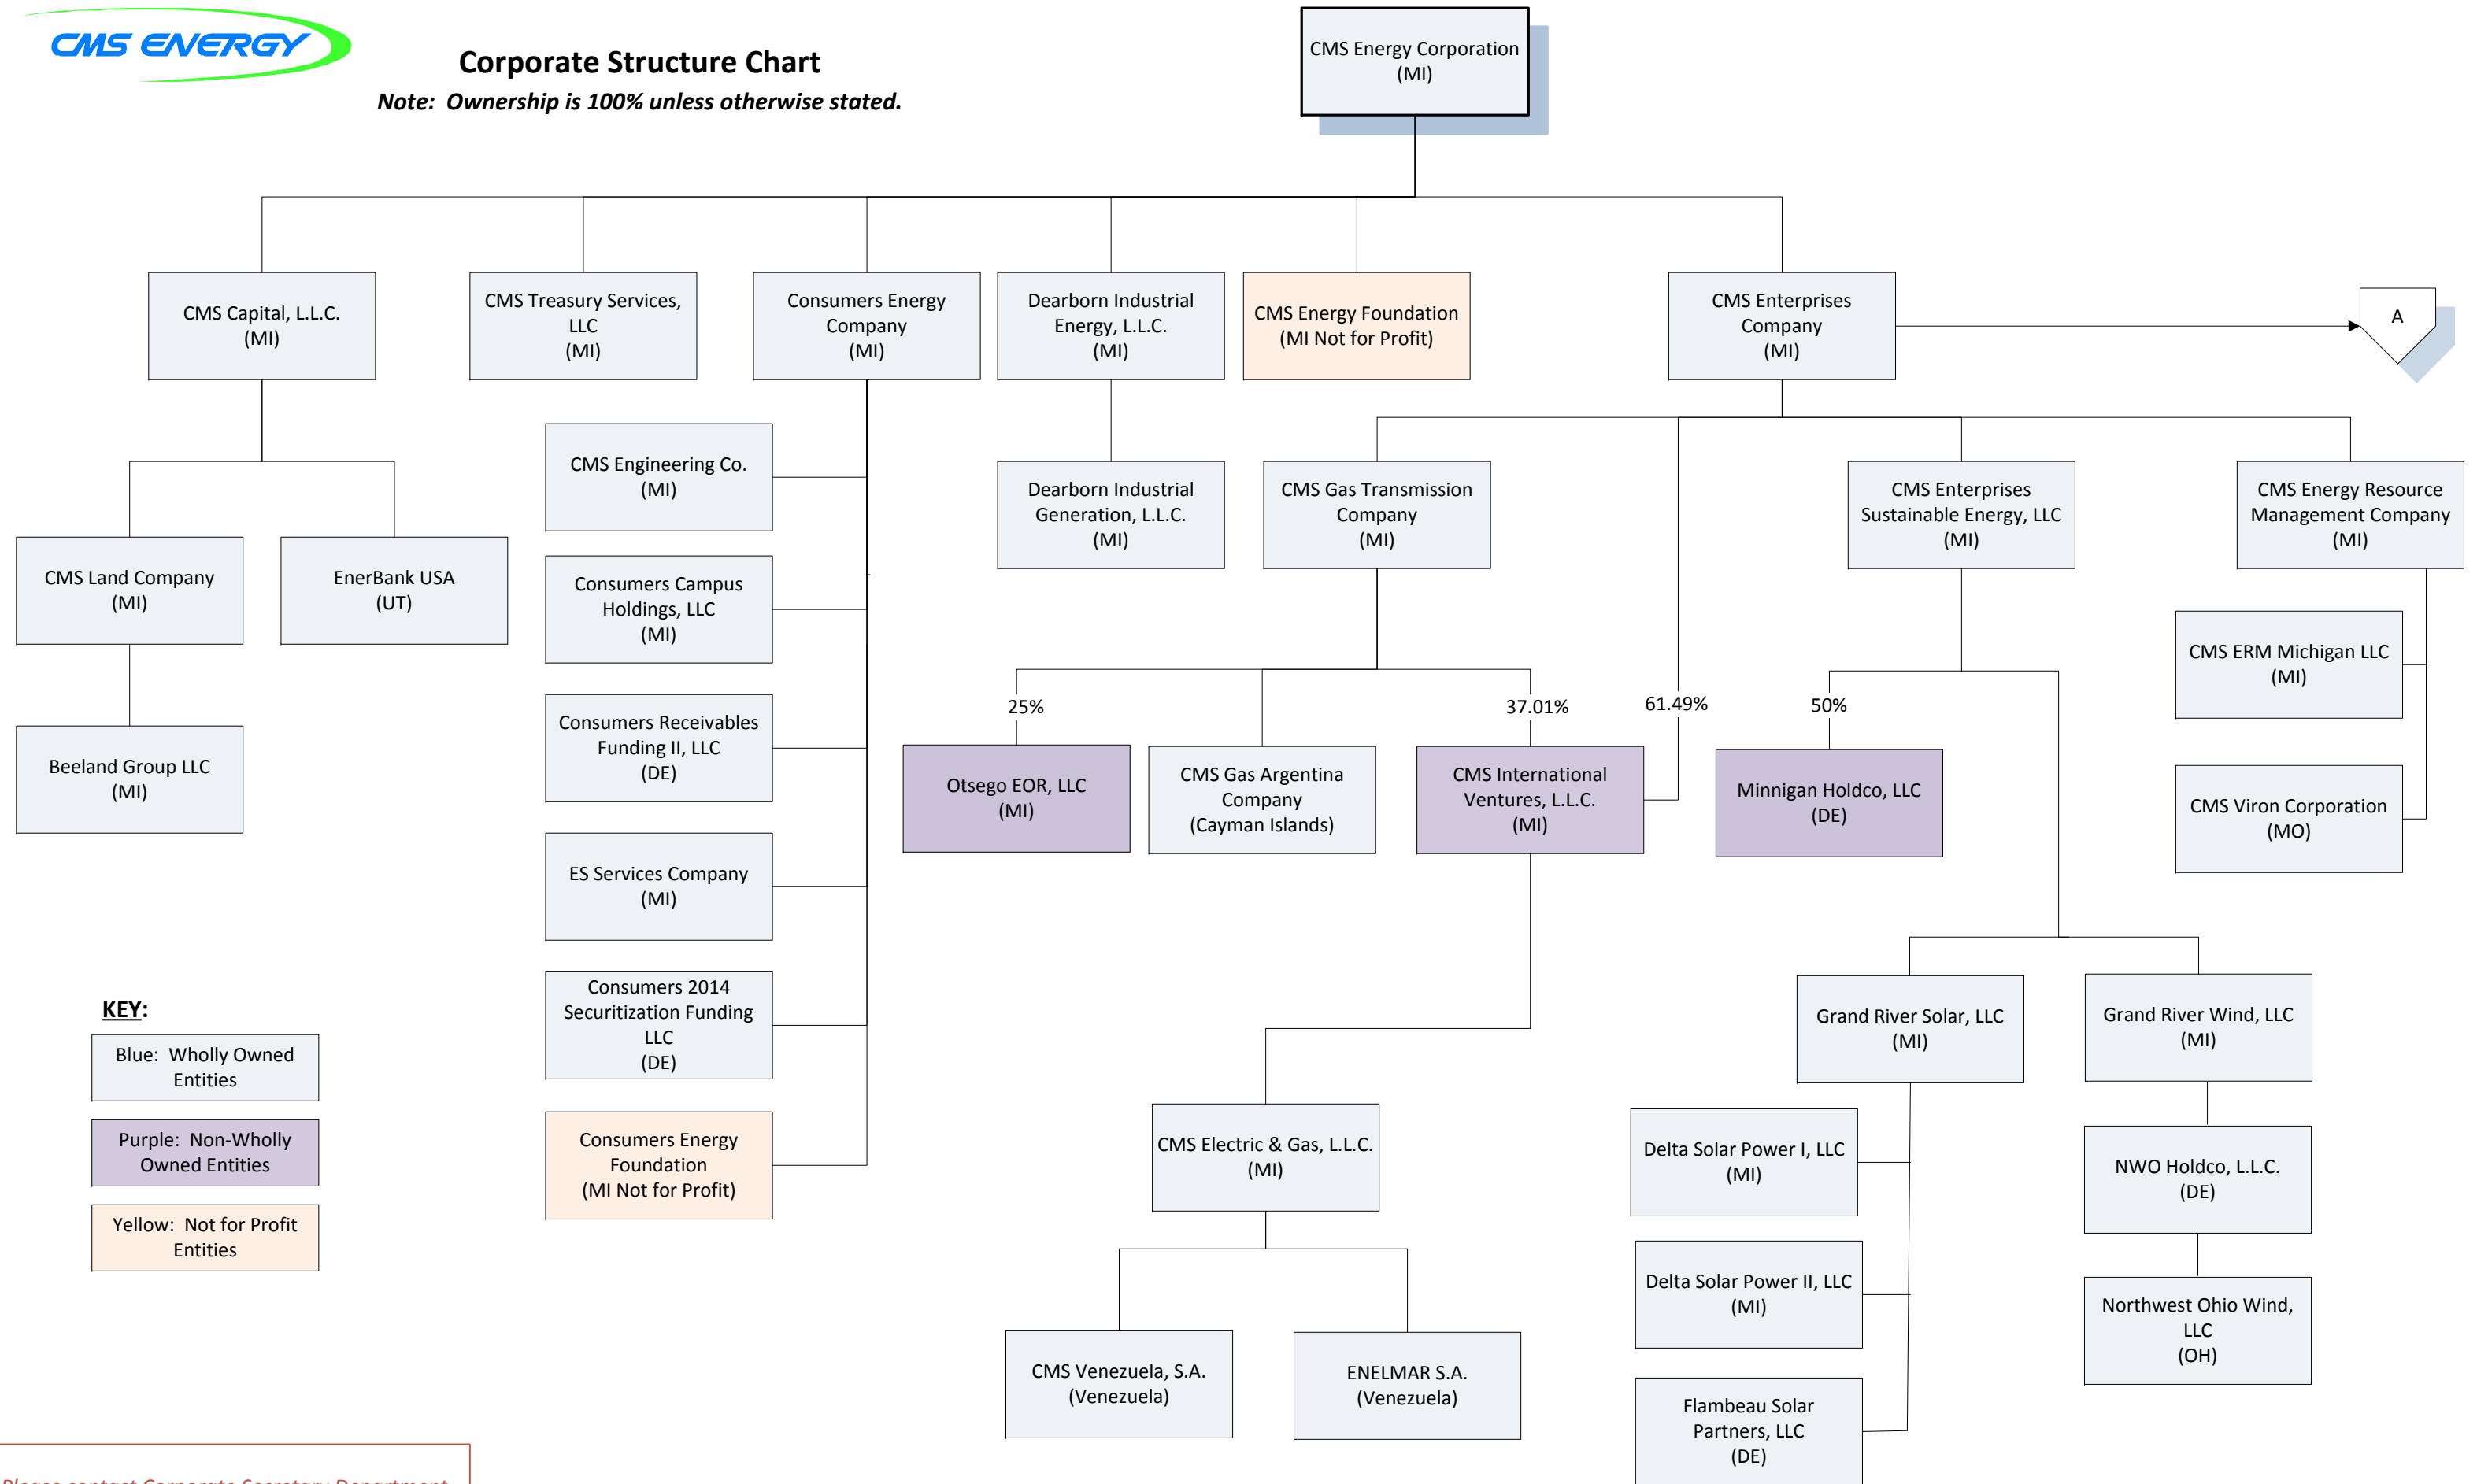 CMS ENERGY
Corporate Structure Chart
Note:  Ownership is 100% unless otherwise stated.
CMS Energy Corporation
(MI)
CMS Capital, L.L.C.
(MI)
CMS Treasury Services,
LLC
(MI)
Consumers Energy
Company
(MI)
Dearborn Industrial
Energy, L.L.C.
(MI)
CMS Energy Foundation
(MI Not for Profit)
CMS Enterprises
Company
(MI)
A
CMS Engineering Co.
(MI)
Dearborn Industrial
Generation, L.L.C.
(MI)
CMS Gas Transmission
Company
(MI)
CMS Enterprises
Sustainable Energy, LLC
(MI)
CMS Energy Resource
Management Company
(MI)
CMS Land Company
(MI)
EnerBank USA
(UT)
Consumers Campus
Holdings, LLC
(MI)
CMS ERM Michigan LLC
(MI)
25%
37.01%
61.49%
50%
Beeland Group LLC
(MI)
Consumers Receivables
Funding II, LLC
(DE)
Otsego EOR, LLC
(MI)
CMS Gas Argentina
Company
(Cayman Islands)
CMS International
Ventures, L.L.C.
(MI)
Minnigan Holdco, LLC
(DE)
CMS Viron Corporation
(MO)
ES Services Company
(MI)
Consumers 2014
Securitization Funding
LLC
(DE)
Grand River Solar, LLC
(MI)
Grand River Wind, LLC
(MI)
KEY:
Blue:  Wholly Owned
Entities
Purple:  Non-Wholly
Owned Entities
Yellow:  Not for Profit
Entities
Consumers Energy
Foundation
(MI Not for Profit)
CMS Electric & Gas, L.L.C.
(MI)
Delta Solar Power I, LLC
(MI)
NWO Holdco, L.L.C.
(DE)
Delta Solar Power II, LLC
(MI)
Northwest Ohio Wind,
LLC
(OH)
CMS Venezuela, S.A.
(Venezuela)
ENELMAR S.A.
(Venezuela)
Flambeau Solar
Partners, LLC
(DE)
Please contact Corporate Secretary Department